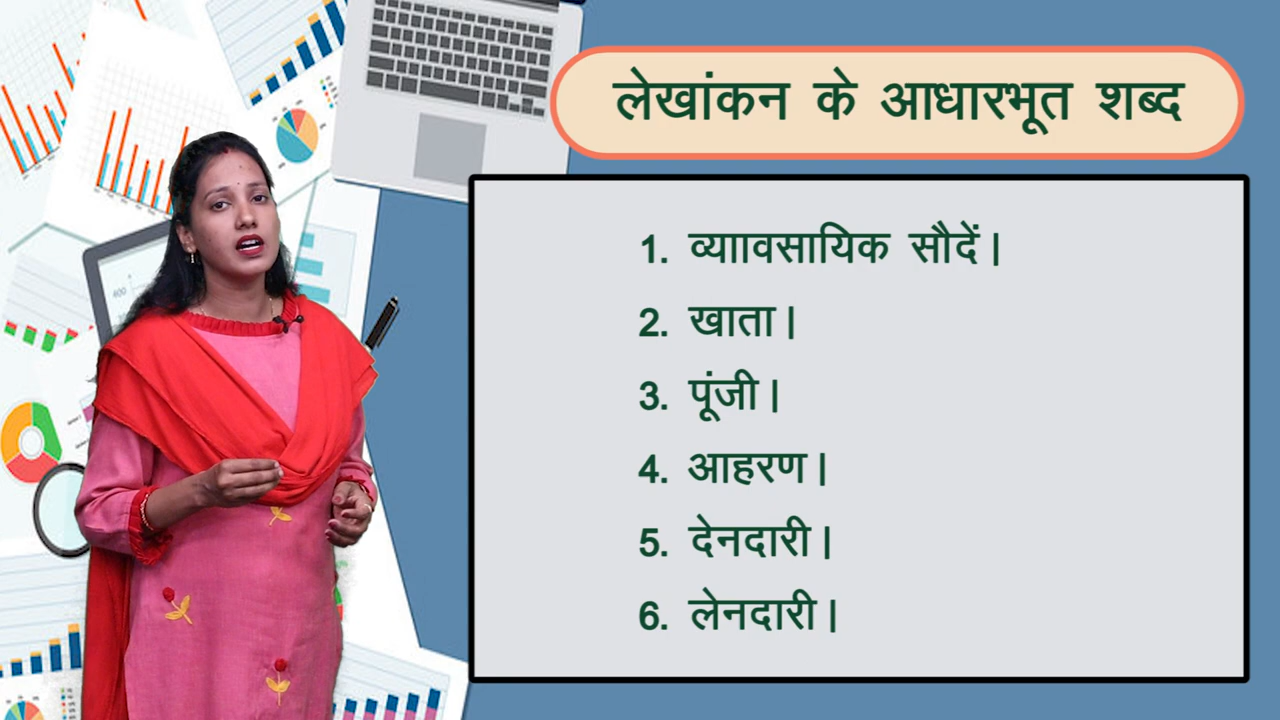 लेखांकन के आधारभूत शब्द
1. व्याावसायिक सौदें।
2. खाता।
3. पूंजी।
4. आहरण।
5. देनदारी।
6. लेनदारी।